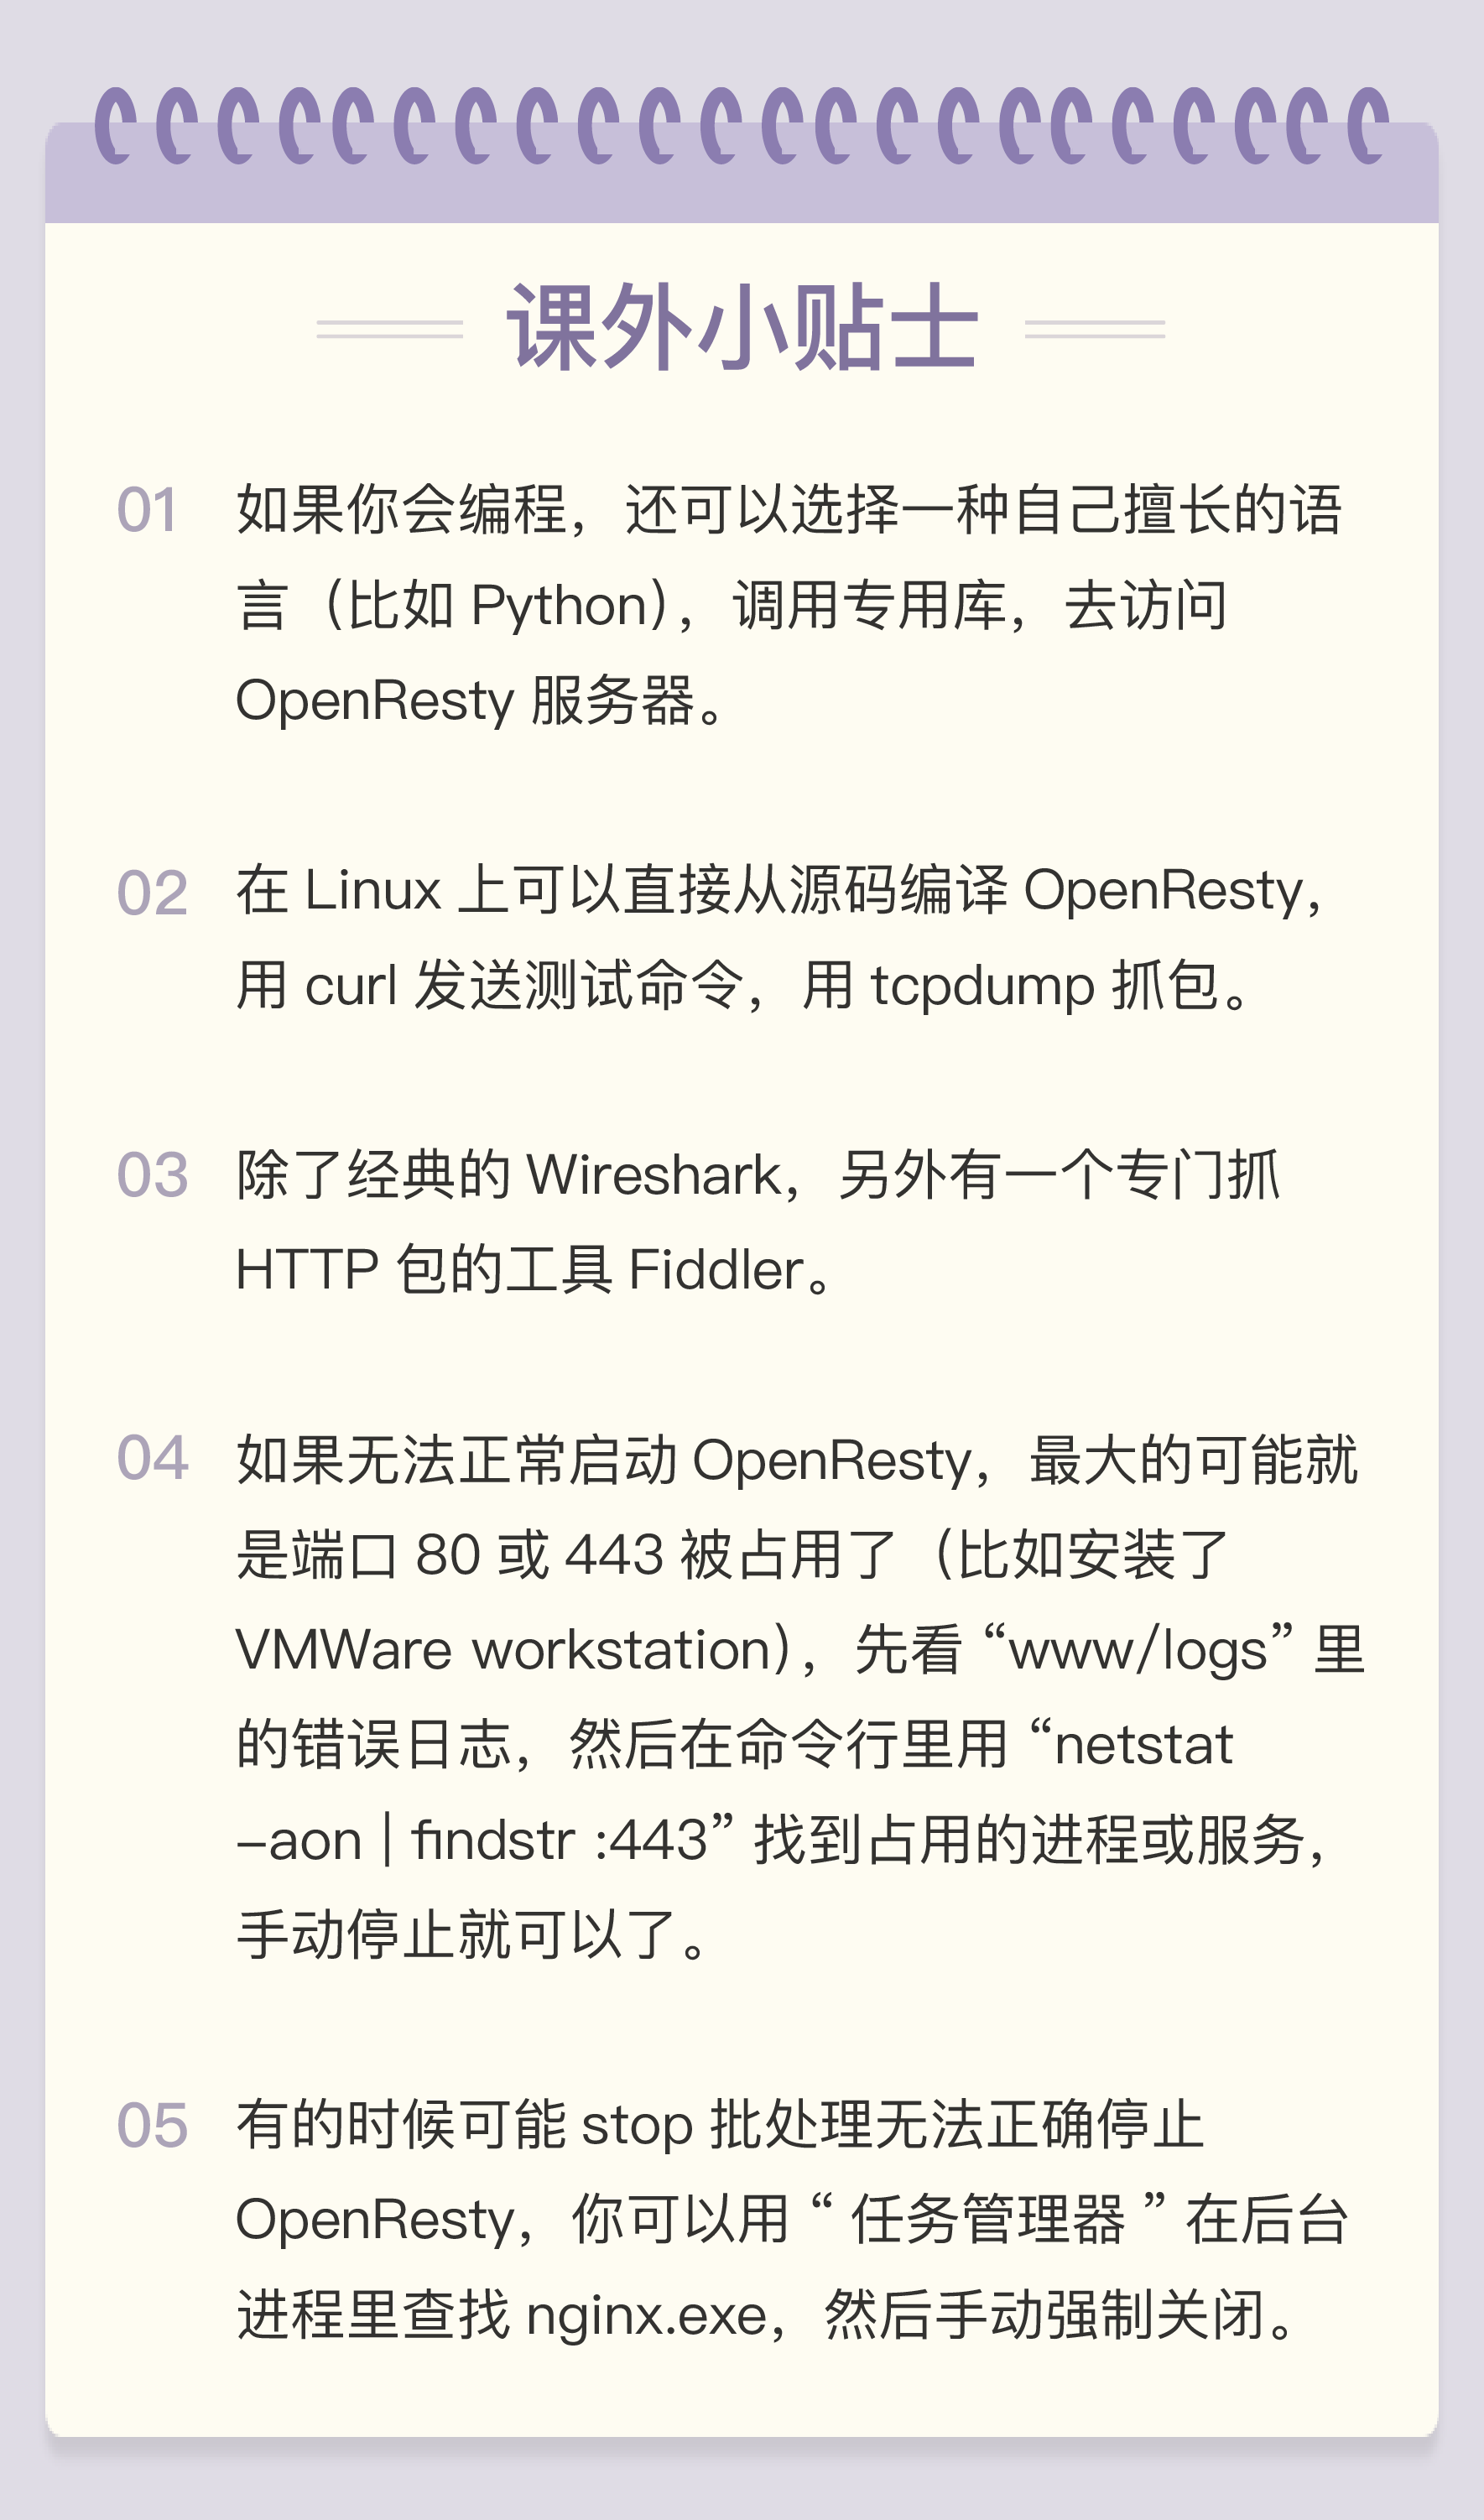 课外小贴士
01 如果你会编程，还可以选择一种自己擅长的语
言（比如 Python），调用专用库，去访问
OpenResty 服务器。
02 在 Linux 上可以直接从源码编译 OpenResty，
用 curl 发送测试命令，用 tcpdump 抓包。
03 除了经典的 Wireshark，另外有一个专门抓
HTTP 包的工具 Fiddler。
04 如果无法正常启动 OpenResty，最大的可能就
是端口 80 或 443 被占用了（比如安装了
VMWare workstation），先看 “www/logs” 里
的错误日志，然后在命令行里用 “netstat
–aon | findstr :443” 找到占用的进程或服务，
手动停止就可以了。
05 有的时候可能 stop 批处理无法正确停止
OpenResty，你可以用 “ 任务管理器 ” 在后台
进程里查找 nginx.exe，然后手动强制关闭。